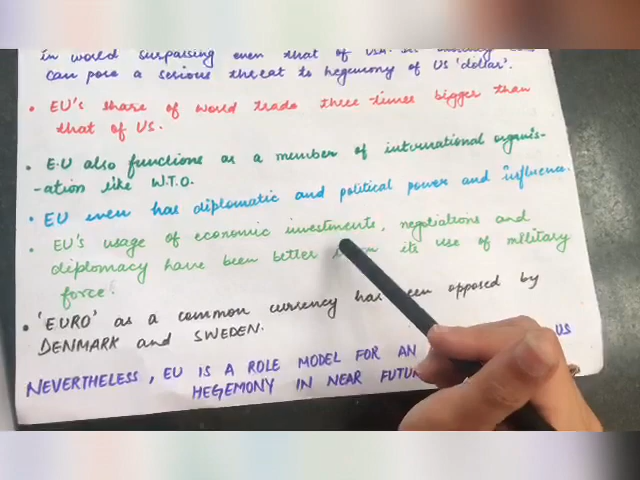 in world surpassing even that of USA. Its
can pose a serious threat to hegemony of US 'dollar'.
• EU's share of world trade three times bigger than
that of US.
• E.U also functions as a member of international organis-
-ation like W.T.O.
• EU even has diplomatic and political power and influence.
• EU's usage of economic investments, negotiations and
diplomacy have been better its use of military
force.
• 'EURO' as a common currency has been opposed by
DENMARK and SWEDEN.
NEVERTHELESS, EU IS A ROLE MODEL FOR AN US
HEGEMONY IN NEAR